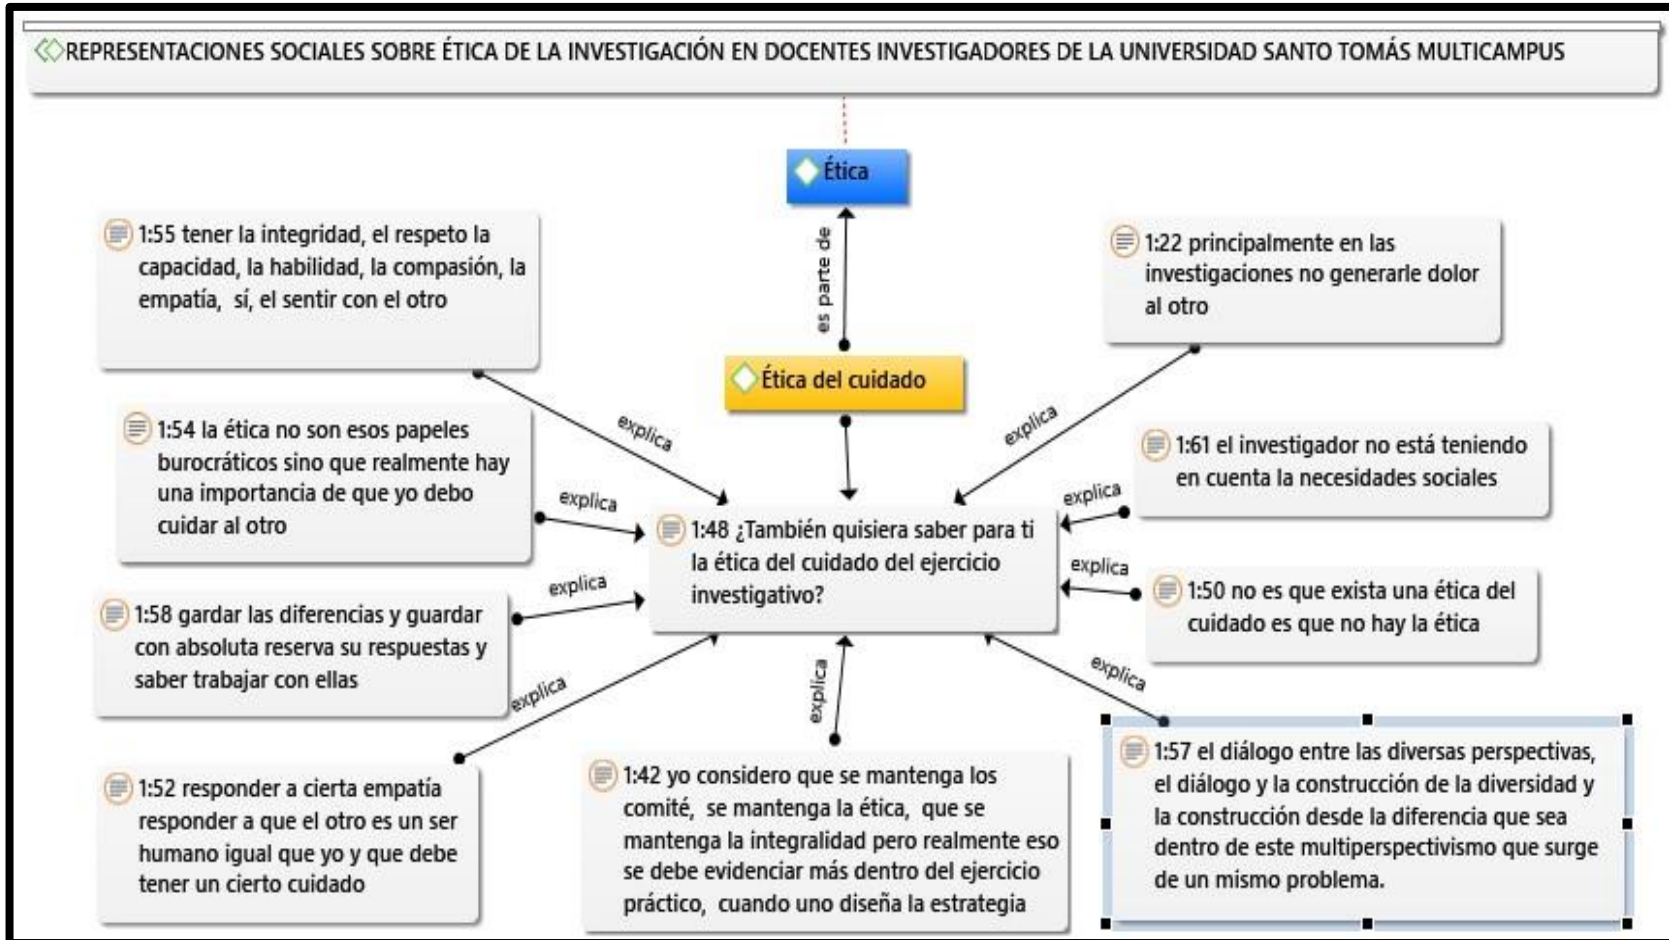 REPRESENTACIONES SOCIALES SOBRE ÉTICA DE LA INVESTIGACIÓN EN DOCENTES INVESTIGADORES DE LA UNIVERSIDAD SANTO TOMÁS MULTICAMPUS
Ética
es parte de
Ética del cuidado
1:55 tener la integridad, el respeto la
capacidad, la habilidad, la compasión, la
empatía, sí, el sentir con el otro
explica
1:22 principalmente en las
investigaciones no generarle dolor
al otro
explica
1:54 la ética no son esos papeles
burocráticos sino que realmente hay
una importancia de que yo debo
cuidar al otro
explica
1:61 el investigador no está teniendo
en cuenta la necesidades sociales
explica
1:48 ¿También quisiera saber para ti
la ética del cuidado del ejercicio
investigativo?
1:58 gardar las diferencias y guardar
con absoluta reserva su respuestas y
saber trabajar con ellas
explica
1:50 no es que exista una ética del
cuidado es que no hay la ética
explica
1:52 responder a cierta empatía
responder a que el otro es un ser
humano igual que yo y que debe
tener un cierto cuidado
explica
1:42 yo considero que se mantenga los
comité, se mantenga la ética, que se
mantenga la integralidad pero realmente eso
se debe evidenciar más dentro del ejercicio
práctico, cuando uno diseña la estrategia
explica
1:57 el diálogo entre las diversas perspectivas,
el diálogo y la construcción de la diversidad y
la construcción desde la diferencia que sea
dentro de este multiperspectivismo que surge
de un mismo problema.
explica